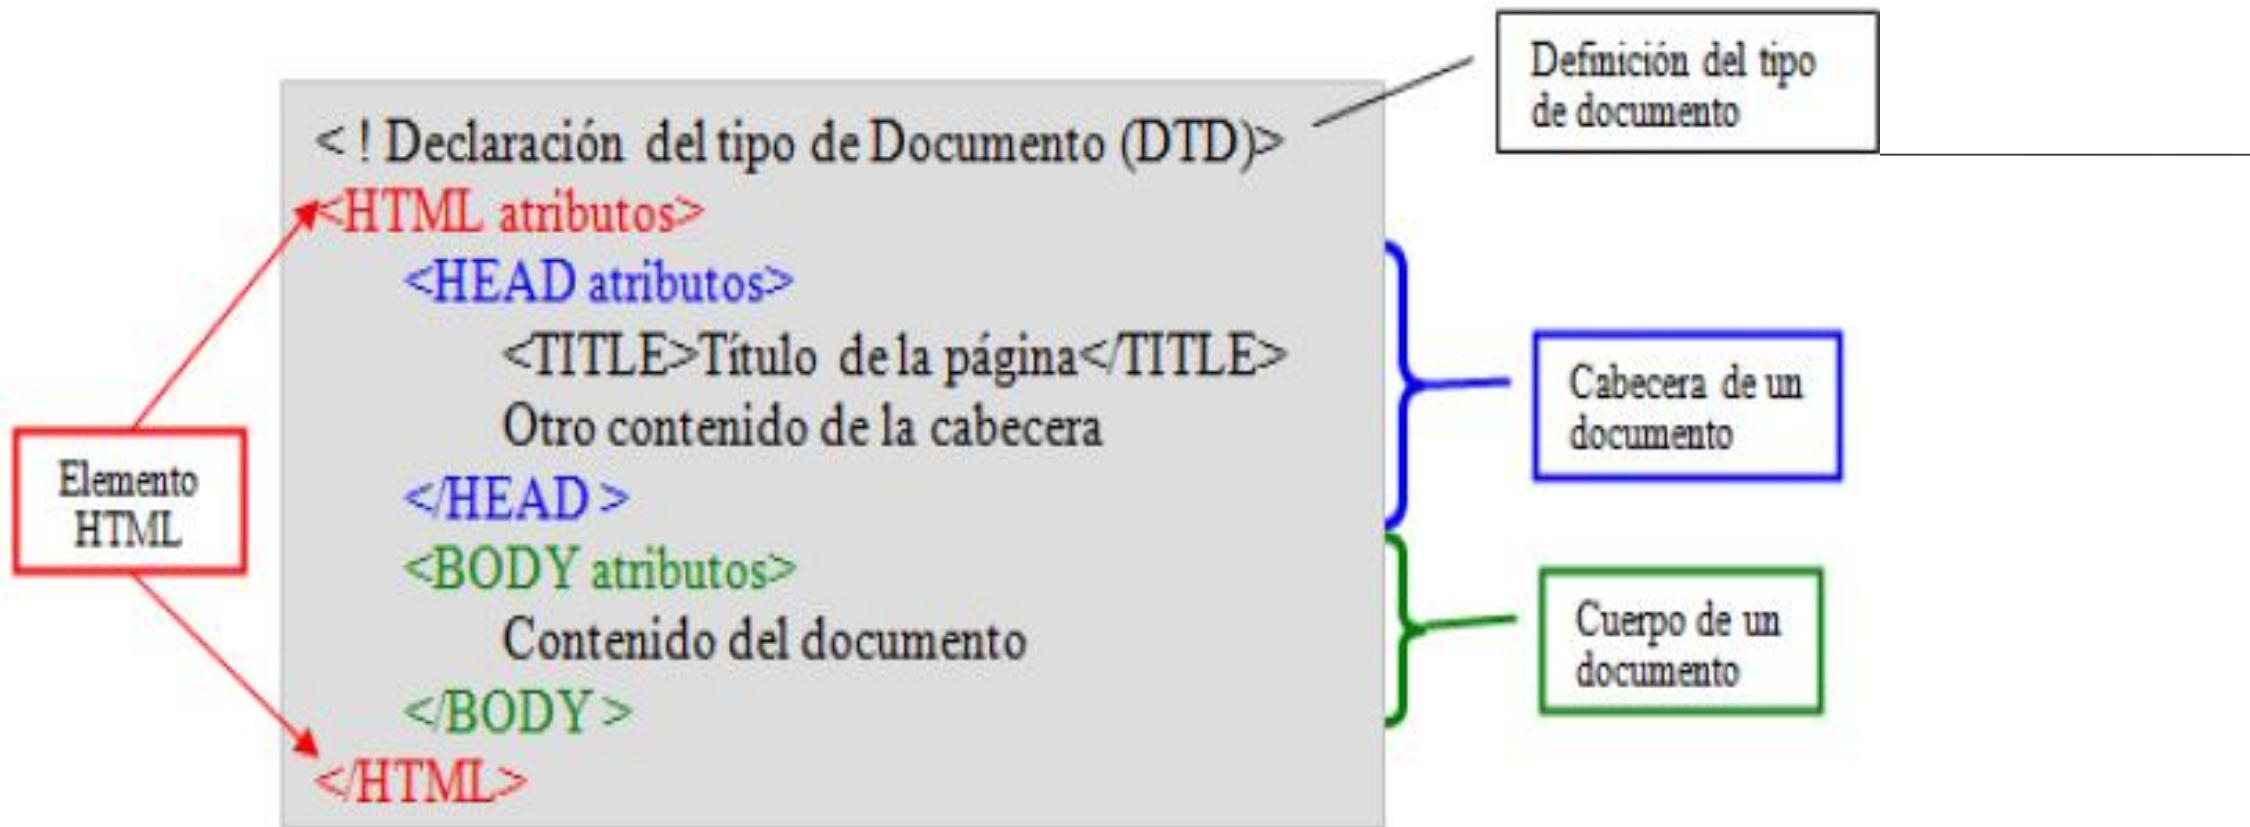 Definición del tipo
de documento
< ! Declaración del tipo de Documento (DTD)>
<HTML atributos>
<HEAD atributos>
<TITLE>Título de la página</TITLE>
Otro contenido de la cabecera
</HEAD >
<BODY atributos>
Contenido del documento
</BODY >
</HTML>
Elemento
HTML
Cabecera de un
documento
Cuerpo de un
documento